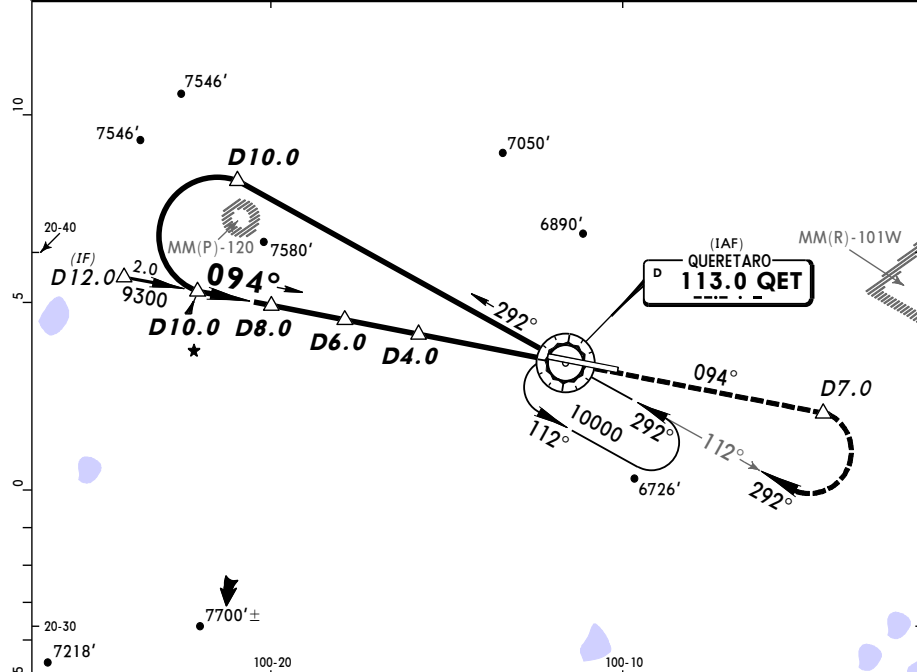 10
7546'
7546'
7050'
D10.0
6890'
MM(P)-120
7580'
20-40
(IF)
D12.0
2.0
9300
094°
5
D10.0
D8.0
D6.0
D4.0
292°
(IAF)
QUERETARO
D 113.0 QET
MM(R)-101W
094°
D7.0
10000
292°
112°
112°
292°
6726'
0
7700'±
20-30
7218'
5
100-20
100-10